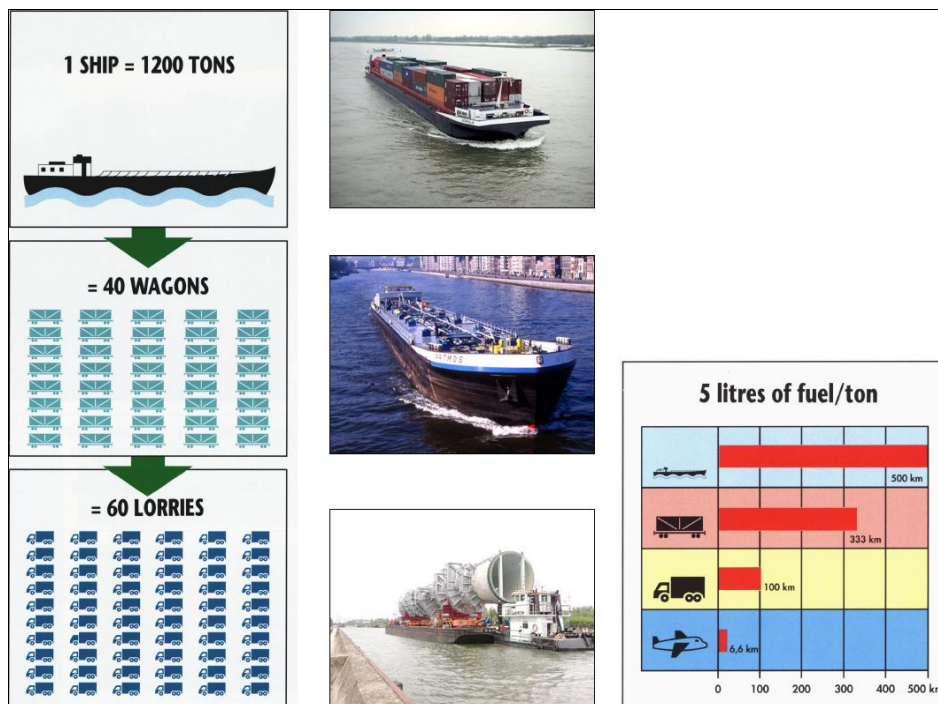 1 SHIP = 1200 TONS
= 40 WAGONS
= 60 LORRIES
PATMOS
5 litres of fuel/ton
500 km
333 km
100 km
6,6 km
0 100 200 300 400 500 km